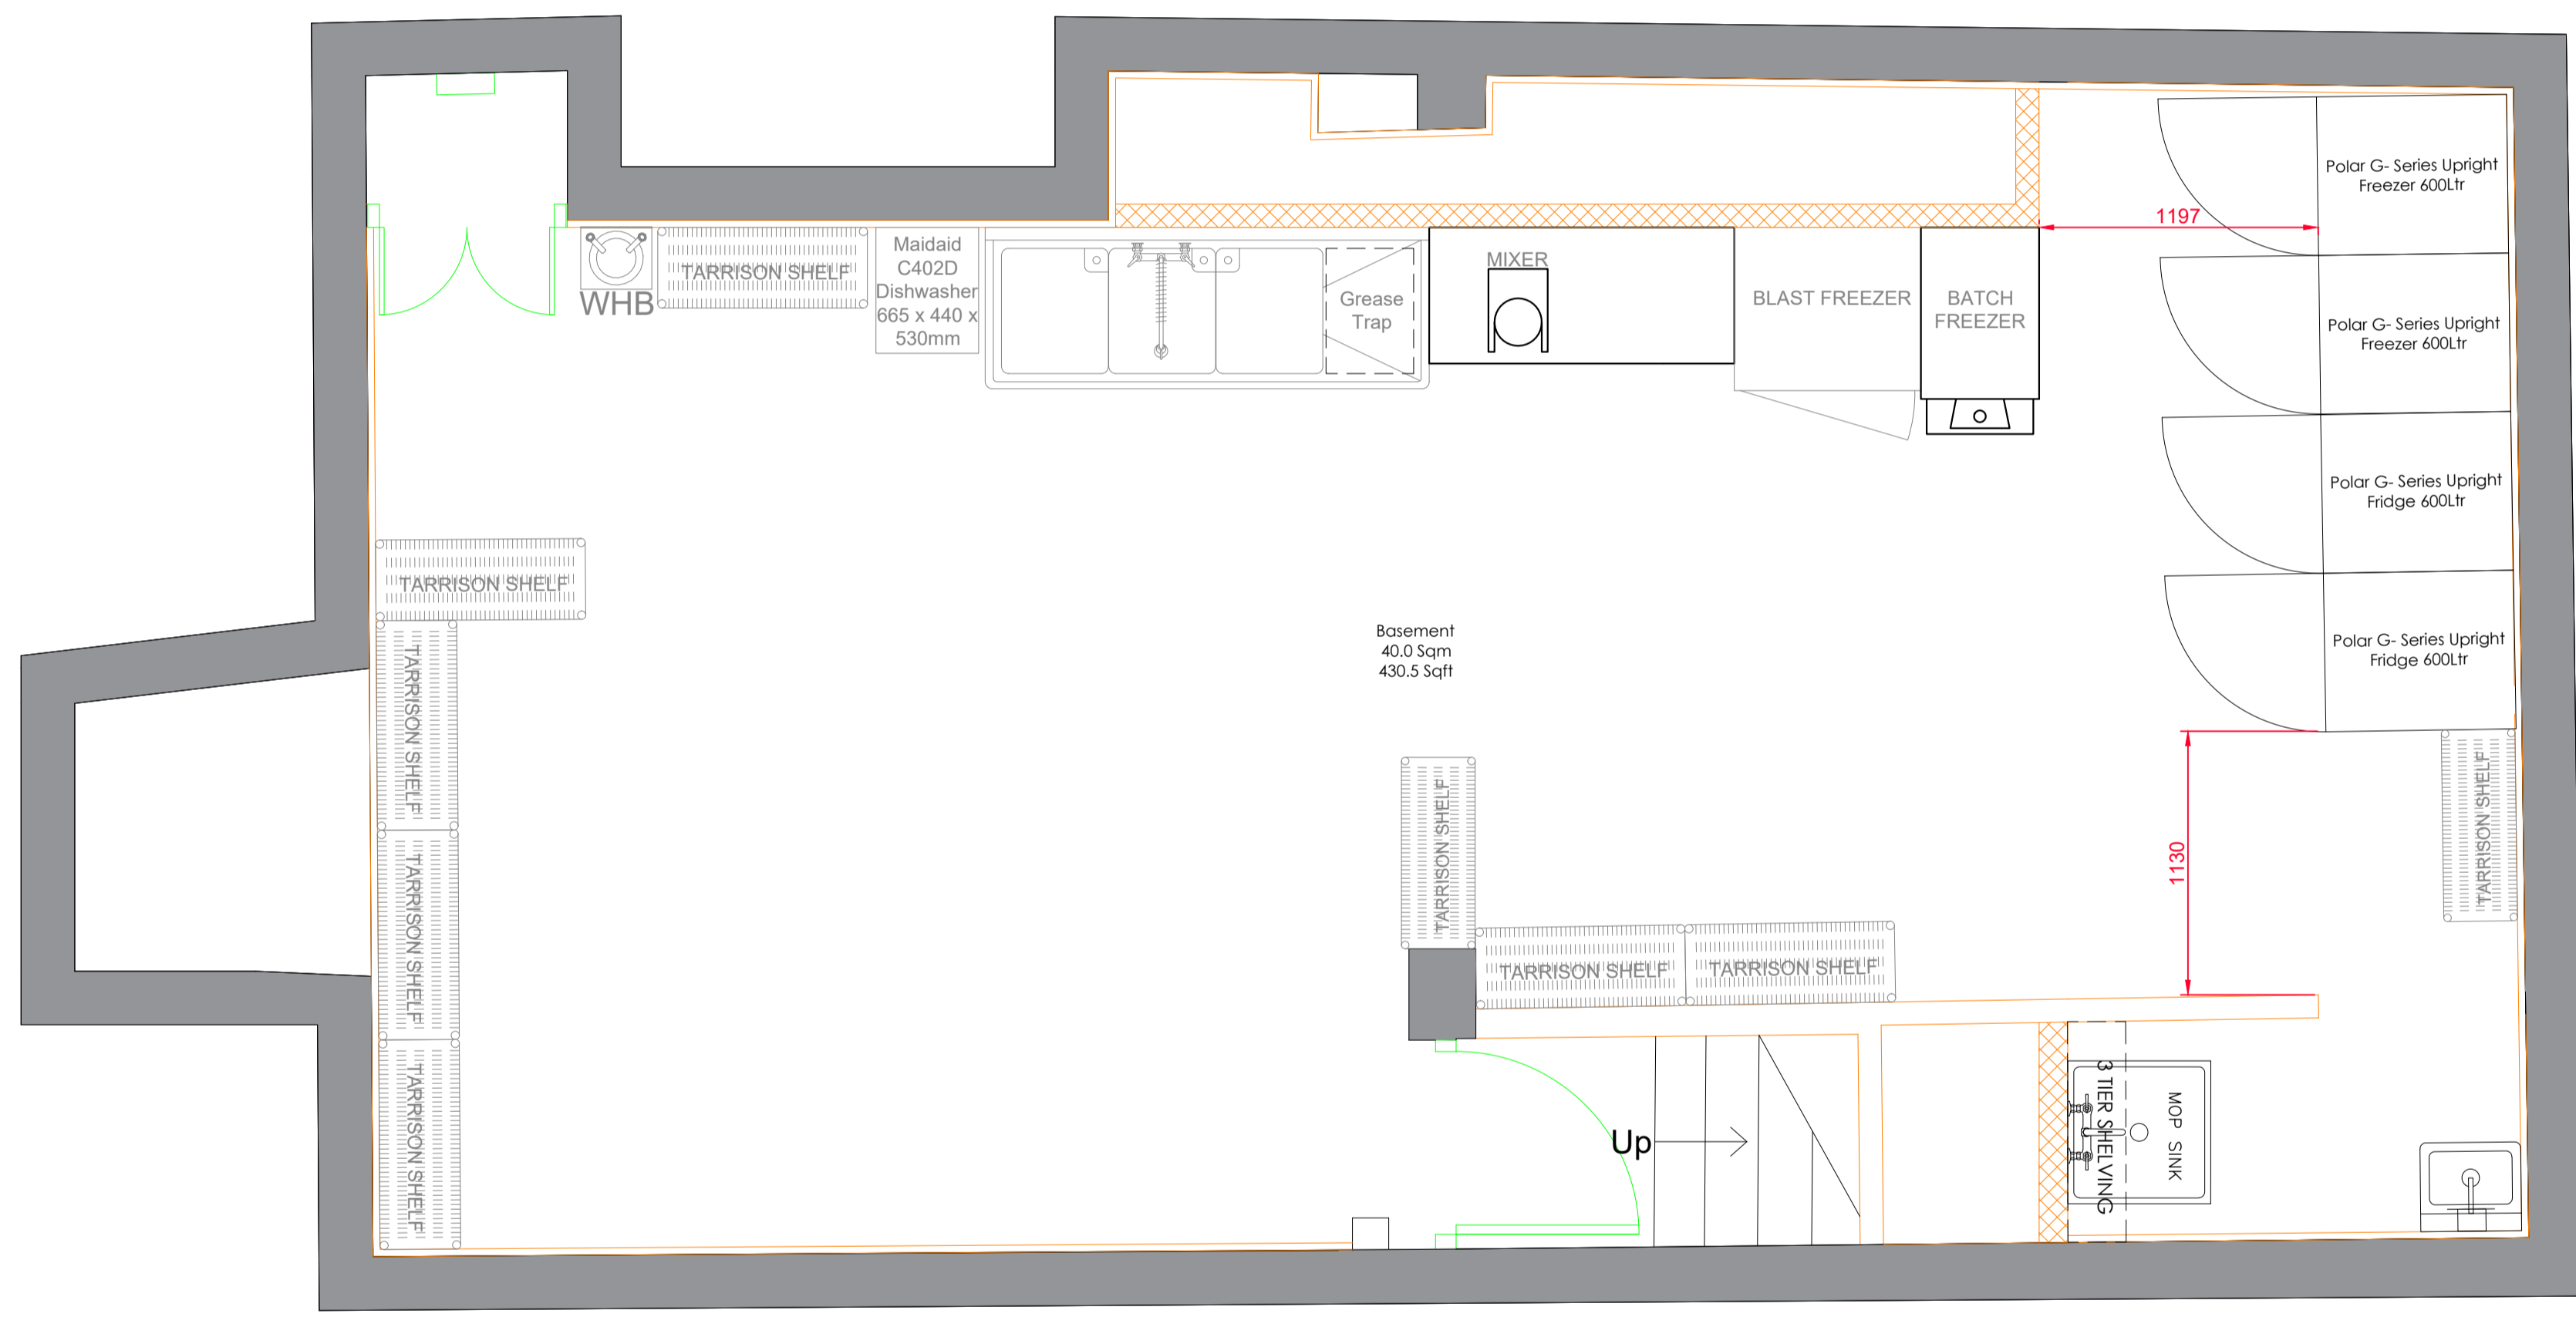 Polar G- Series Upright
Freezer 600Ltr
1197
Maidaid
C402D
Dishwasher
665 x 440 x
530mm
TARRISON SHELF
WHB
Grease
Trap
MIXER
BLAST FREEZER
BATCH
FREEZER
Polar G- Series Upright
Freezer 600Ltr
Polar G- Series Upright
Fridge 600Ltr
TARRISON SHELF
Basement
40.0 Sqm
430.5 Sqft
Polar G- Series Upright
Fridge 600Ltr
TARRISON SHELF
TARRISON SHELF
TARRISON SHELF
TARRISON SHELF
1130
TARRISON SHELF
TARRISON SHELF
TARRISON SHELF
TARRISON SHELF
Up
3 TIER SHELVING
MOP SINK